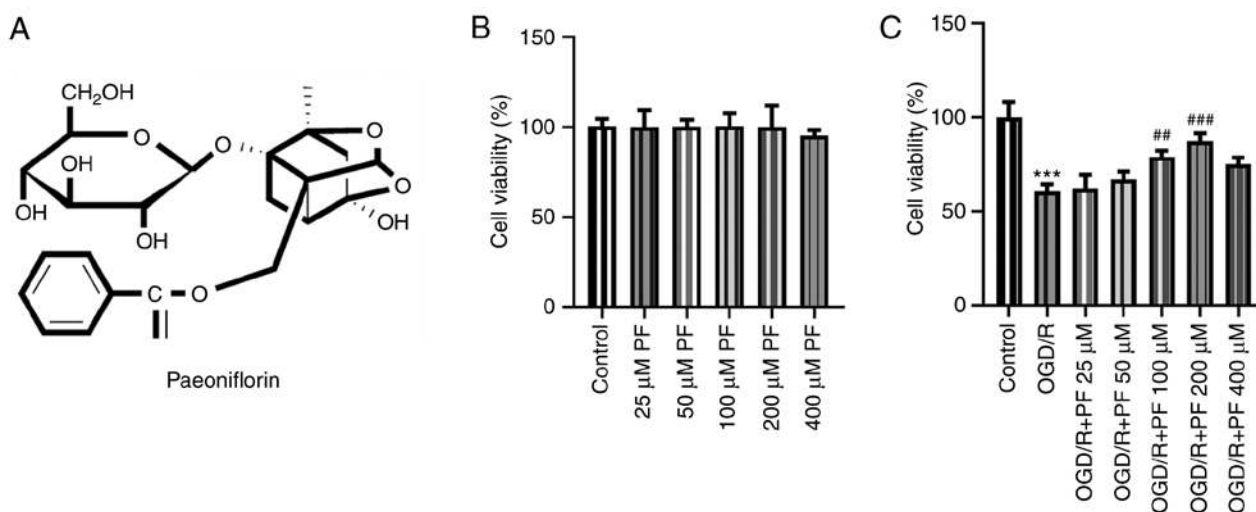 A
CH2OH
O
OH
OH
OH
O
O
O
OH
C
O
Paeoniflorin
B
Cell viability (%)
150
100
50
0
Control
25 μM PF
50 μM PF
100 μM PF
200 μM PF
400 μM PF
C
Cell viability (%)
150
100
50
0
***
##
###
Control
OGD/R
OGD/R+PF 25 μM
OGD/R+PF 50 μM
OGD/R+PF 100 μM
OGD/R+PF 200 μM
OGD/R+PF 400 μM